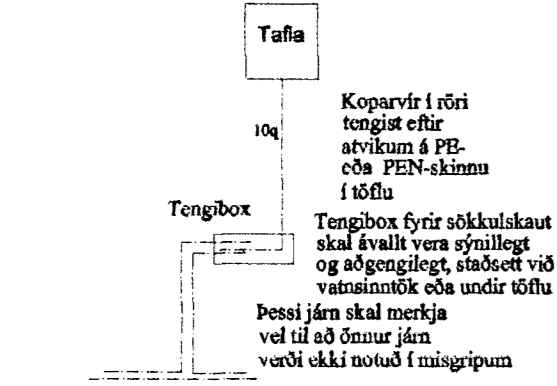 Tafla
Koparvír í röri
tengist eftir
atvikum á PE-
eða PEN-skinnu
í töflu
10q
Tengibox
Tengibox fyrir sökkulskaut
skal ávallt vera sýnillegt
og aðgengilegt, staðsett við
vatnsinntök eða undir töflu
Þessi járn skal merkja
vel til að önnur járn
verði ekki notuð í misgripum